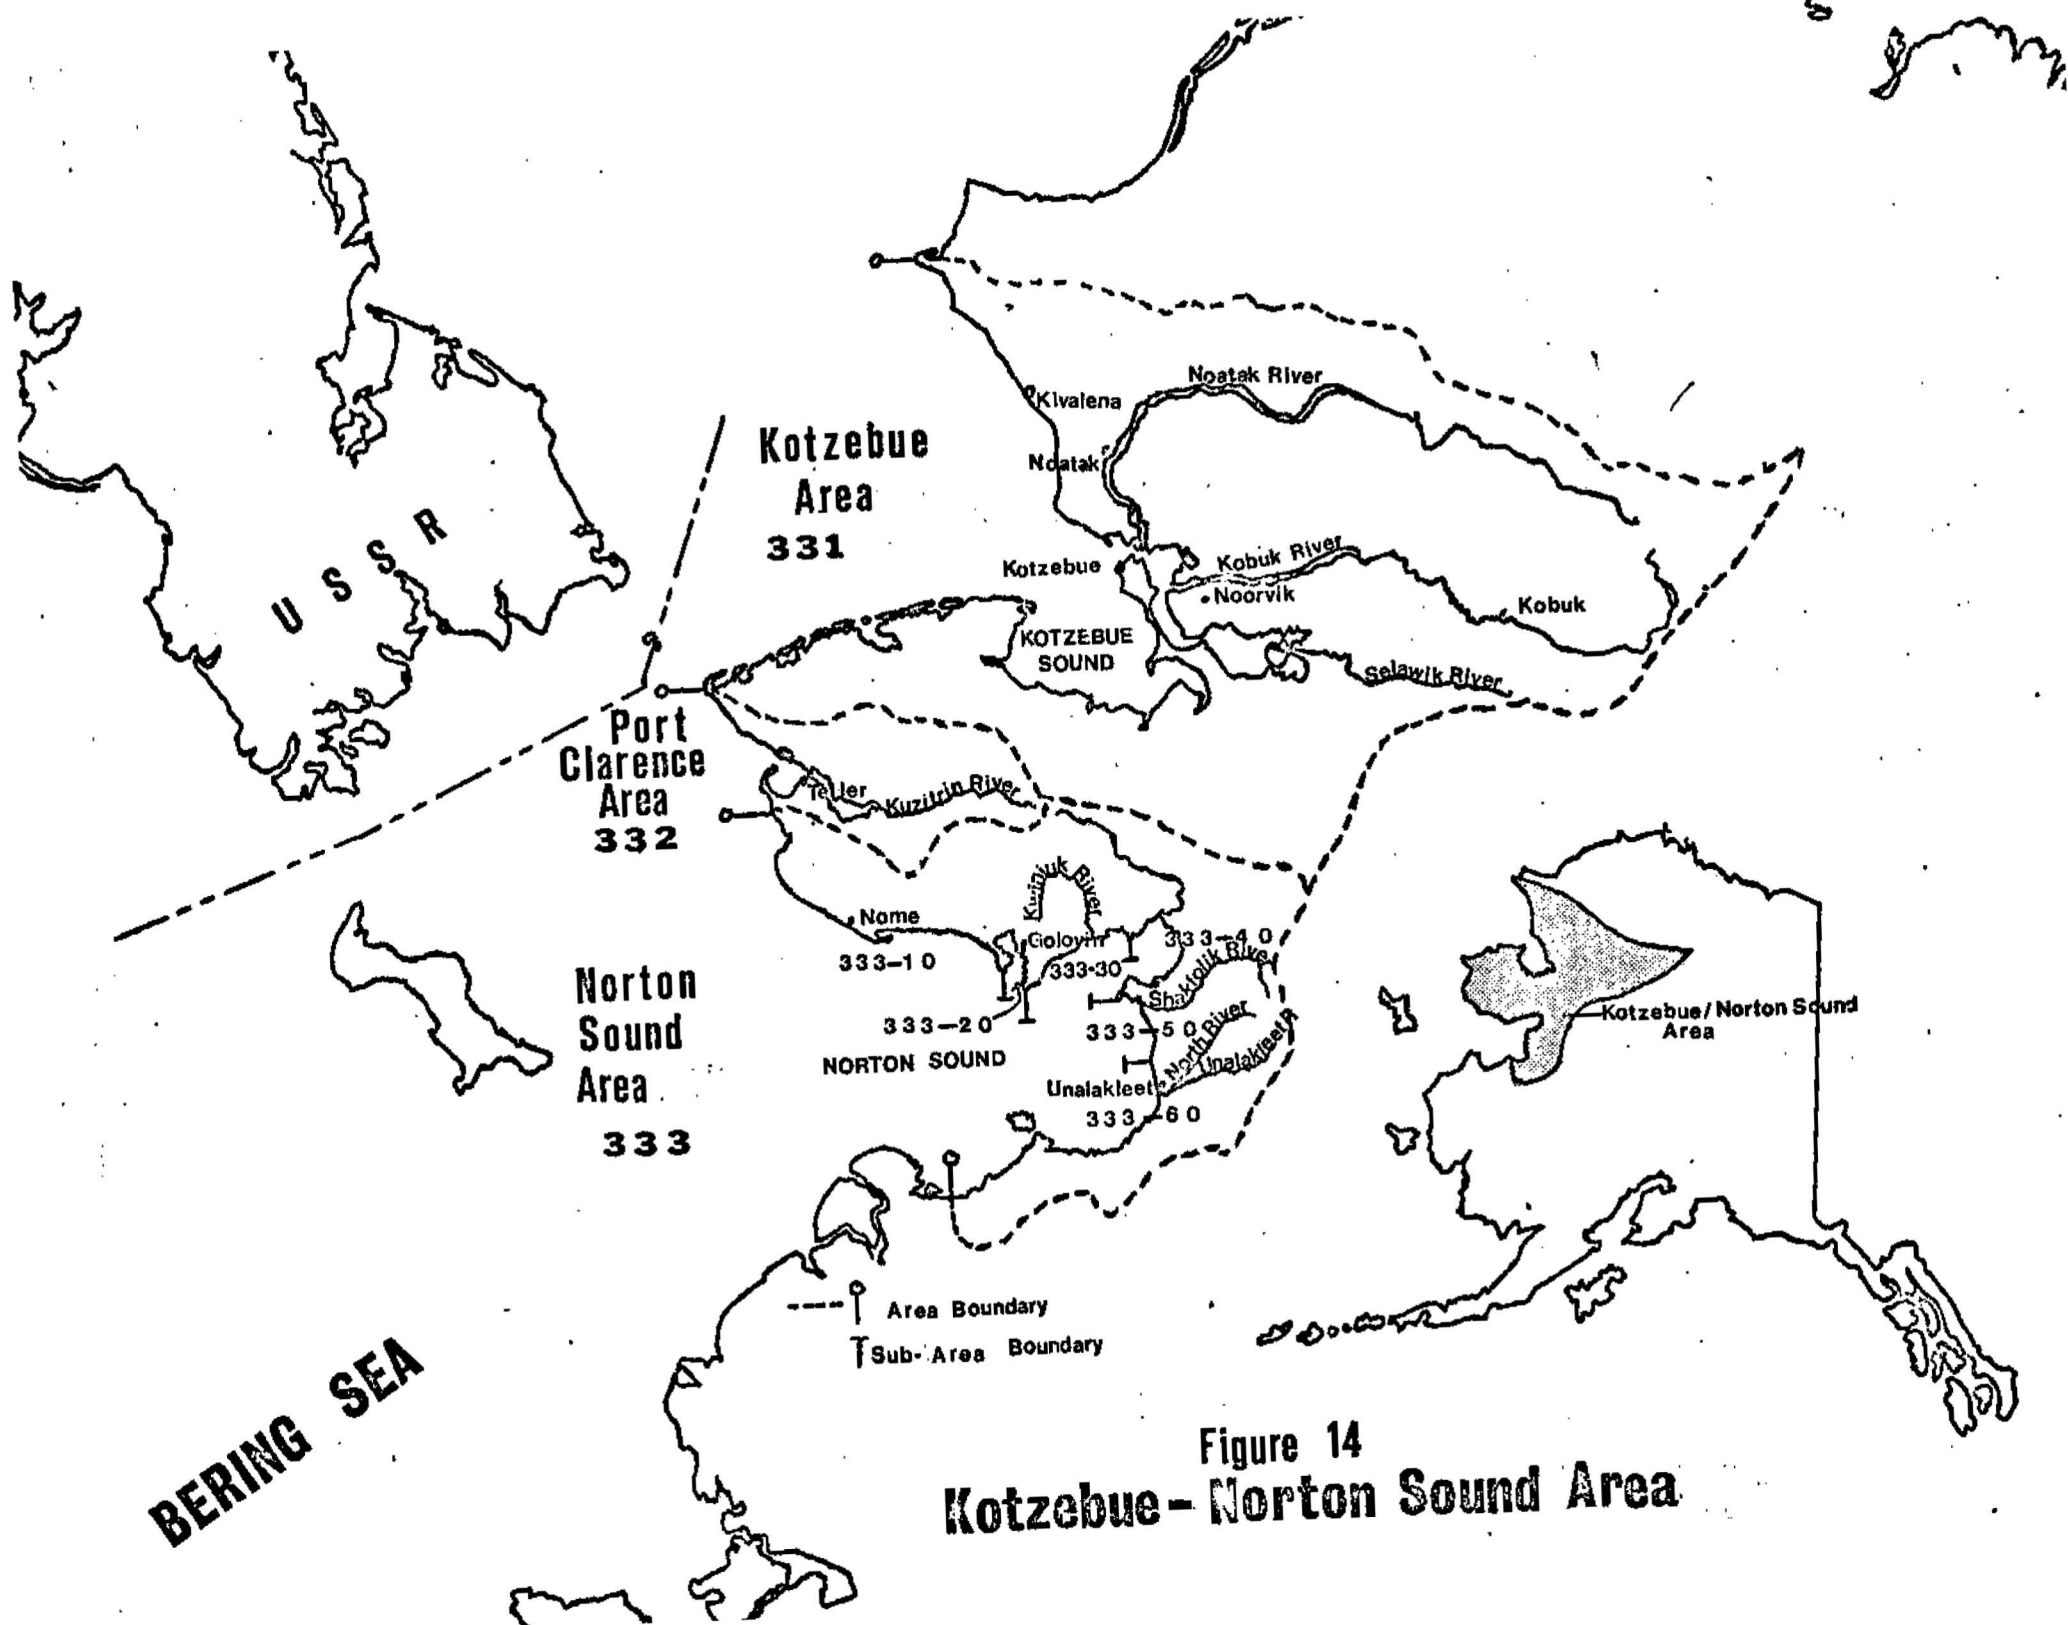 Noatak River
Kivalena
Kotzebue
Area
331
Noatak
U S S R
Kobuk River
Kotzebue
Noorvik
Kobuk
KOTZEBUE
SOUND
Selawik River
Port
Clarence
Area
332
Teller
Kuzitrin River
River
Nome
Golovin
333-40
333-10
333-30
Shaktolik River
Norton
Sound
Area
333
333-20
333-50
North River
Unalakleet R
NORTON SOUND
Unalakleet
333-60
Kotzebue/Norton Sound
Area
Area Boundary
Sub-Area Boundary
BERING SEA
Figure 14
Kotzebue-Norton Sound Area